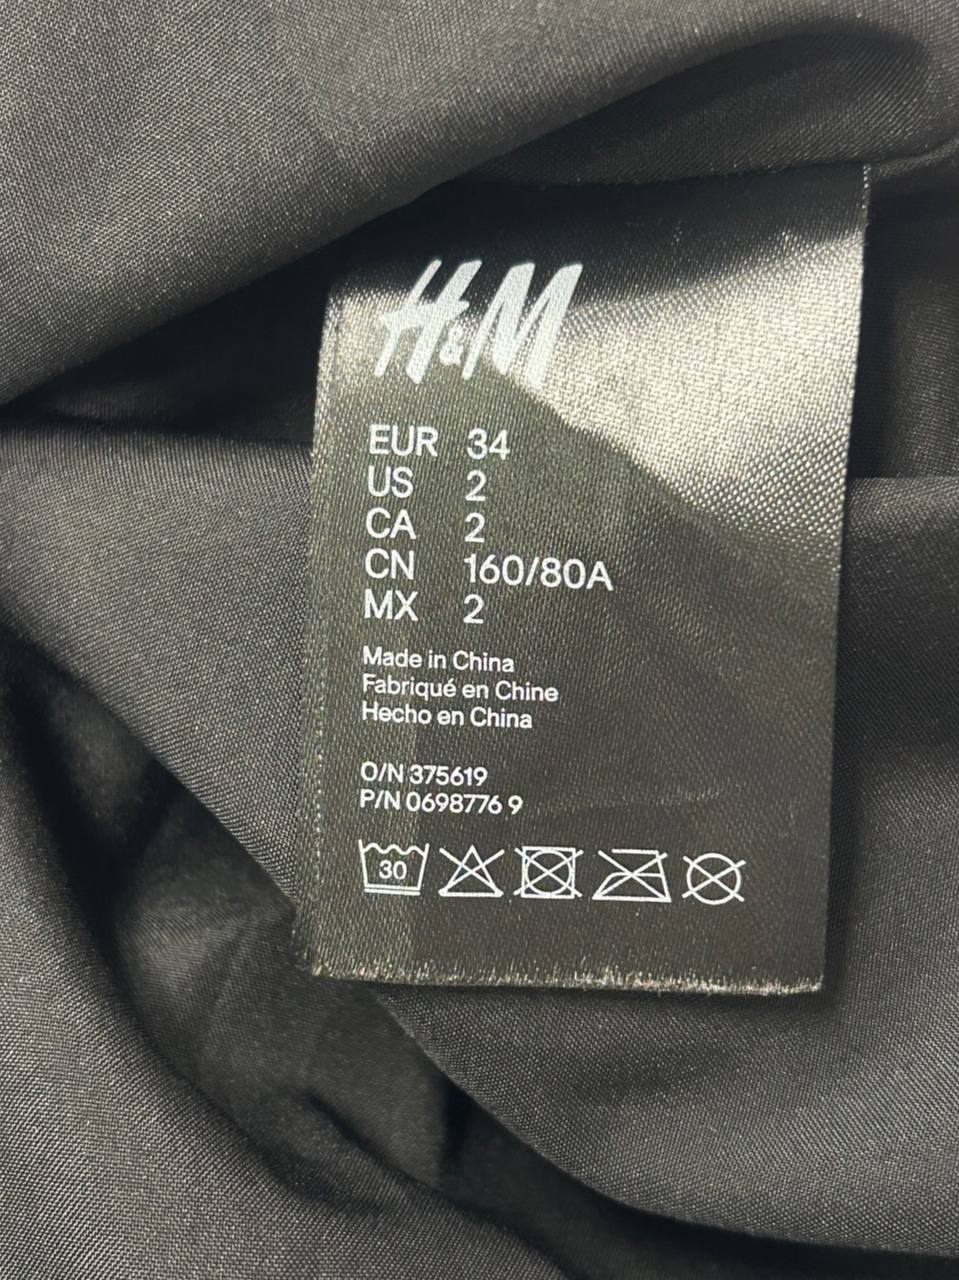 H&M
EUR 34
US 2
CA 2
CN 160/80A
MX 2
Made in China
Fabriqué en Chine
Hecho en China
O/N 375619
P/N 0698776 9
30